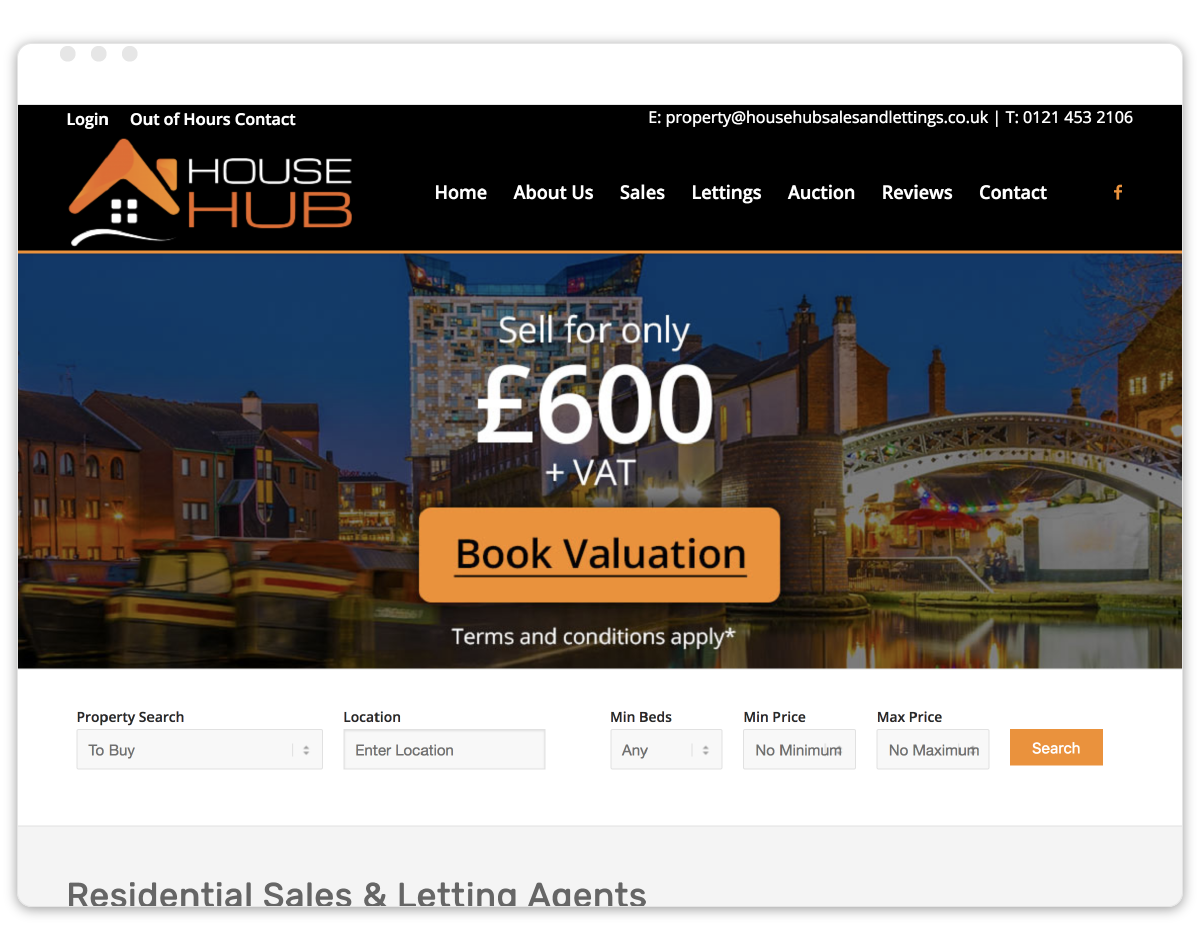 Login Out of Hours Contact
E: property@househubsalesandlettings.co.uk | T: 0121 453 2106
HOUSE
HUB
Home About Us Sales Lettings Auction Reviews Contact
Sell for only
£600
+ VAT
Book Valuation
Terms and conditions apply*
Property Search Location Min Beds Min Price Max Price
To Buy Enter Location Any No Minimum No Maximum Search
Residential Sales & Letting Agents